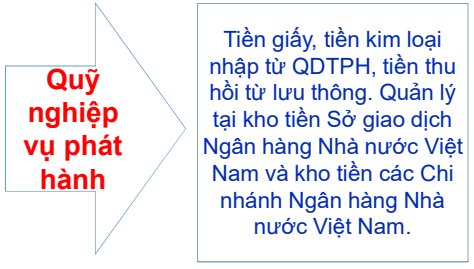 Quỹ
nghiệp
vụ phát
hành
Tiền giấy, tiền kim loại
nhập từ QDTPH, tiền thu
hồi từ lưu thông. Quản lý
tại kho tiền Sở giao dịch
Ngân hàng Nhà nước Việt
Nam và kho tiền các Chi
nhánh Ngân hàng Nhà
nước Việt Nam.